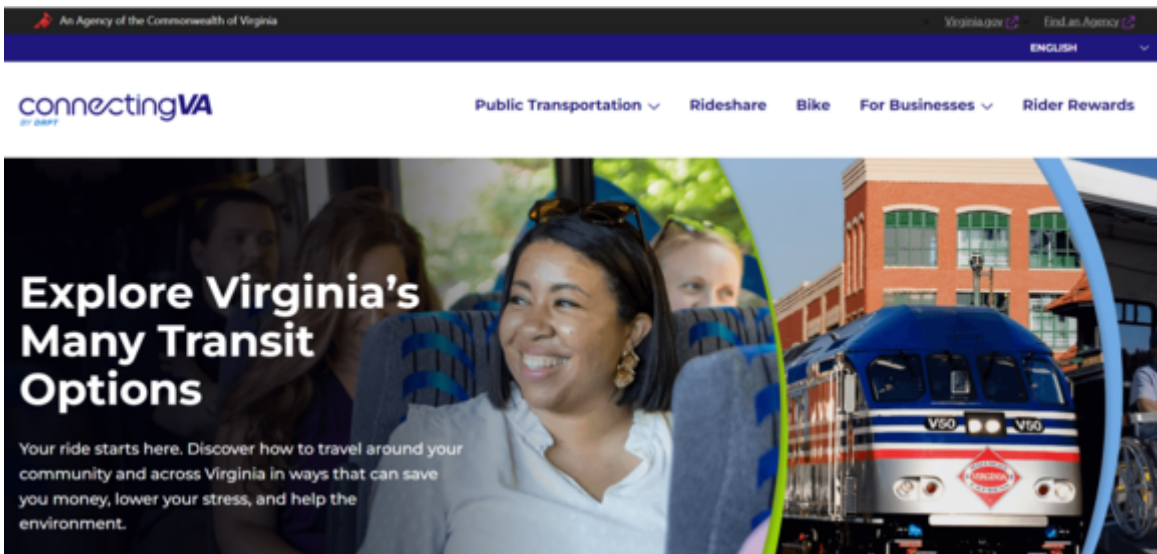 An Agency of the Commonwealth of Virginia
Virginia.gov
Find an Agency
ENGLISH
connectingVA
BY DRPT
Public Transportation
Rideshare
Bike
For Businesses
Rider Rewards
Explore Virginia's
Many Transit
Options
Your ride starts here. Discover how to travel around your
community and across Virginia in ways that can save
you money, lower your stress, and help the
environment.
V50
V50
VIRGINIA